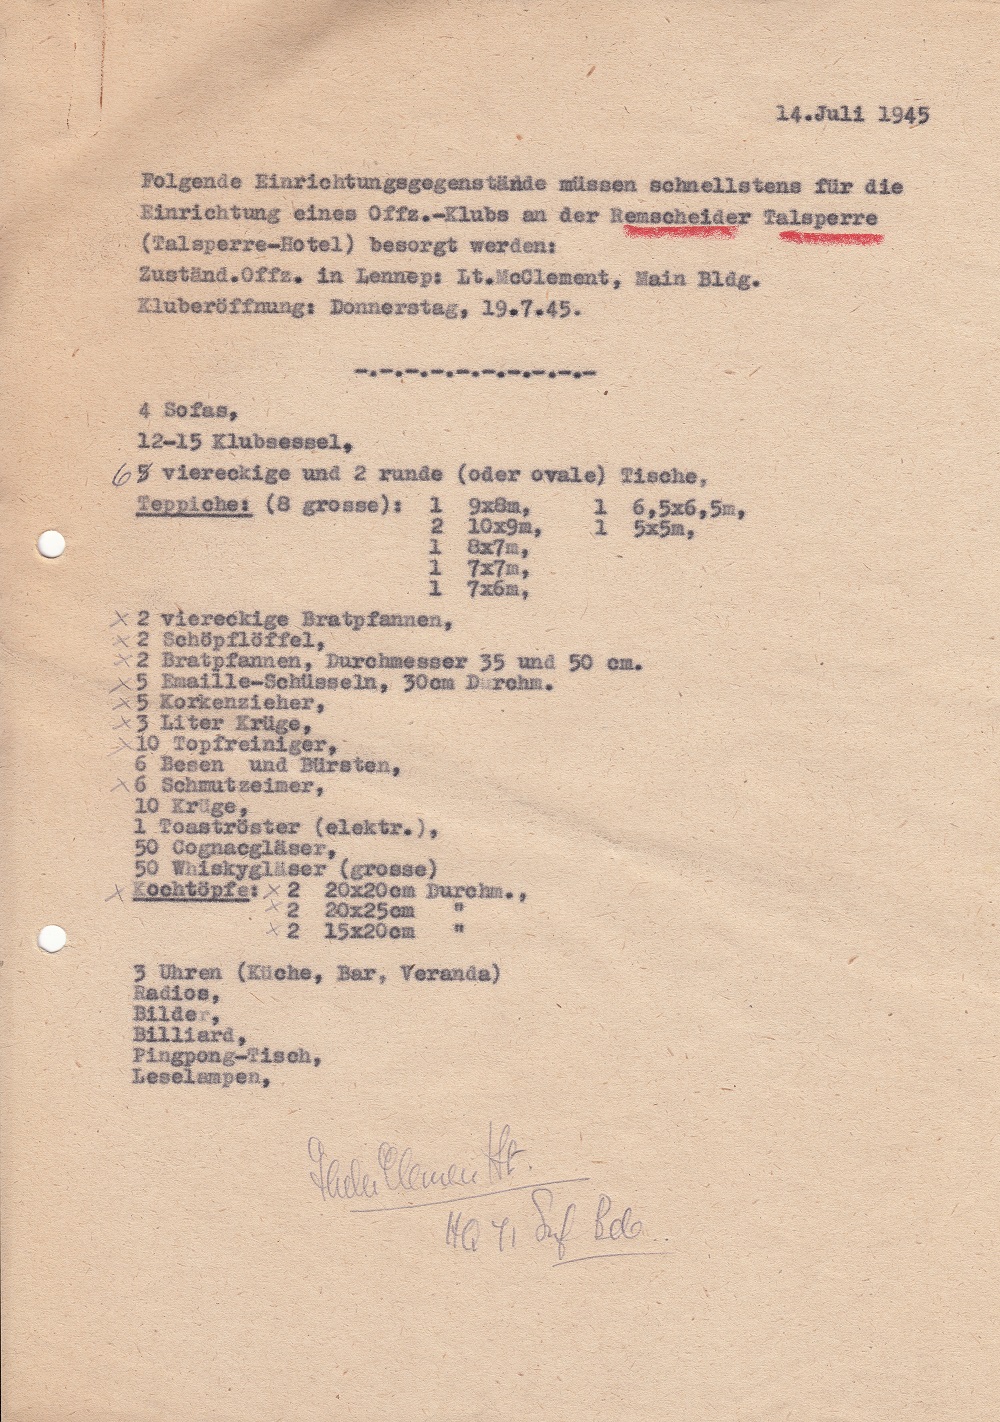 14.Juli 1945
Folgende Einrichtungsgegenstände müssen schnellstens für die
Einrichtung eines Offz.-Klubs an der Remscheider Talsperre
(Talsperre-Hotel) besorgt werden:
Zuständ.Offz. in Lennep: Lt.McClement, Main Bldg.
Kluberöffnung: Donnerstag, 19.7.45.
-.-.-.-.-.-.-.-.-.-
4 Sofas,
12-15 Klubsessel,
6 5 viereckige und 2 runde (oder ovale) Tische,
Teppiche: (8 grosse): 1 9x8m, 1 6,5x6,5m,
2 10x9m, 1 5x5m,
1 8x7m,
1 7x7m,
1 7x6m,
x 2 viereckige Bratpfannen,
x 2 Schöpflöffel,
x 2 Bratpfannen, Durchmesser 35 und 50 cm.
x 5 Emaille-Schüsseln, 30cm Durchm.
x 5 Korkenzieher,
x 3 Liter Krüge,
x 10 Topfreiniger,
6 Besen und Bürsten,
x 6 Schmutzeimer,
10 Krüge,
1 Toaströster (elektr.),
50 Cognacgläser,
50 Whiskygläser (grosse)
x Kochtöpfe: x 2 20x20cm Durchm.,
x 2 20x25cm "
x 2 15x20cm "
3 Uhren (Küche, Bar, Veranda)
Radios,
Bilder,
Billiard,
Pingpong-Tisch,
Leselampen,
HQ 71